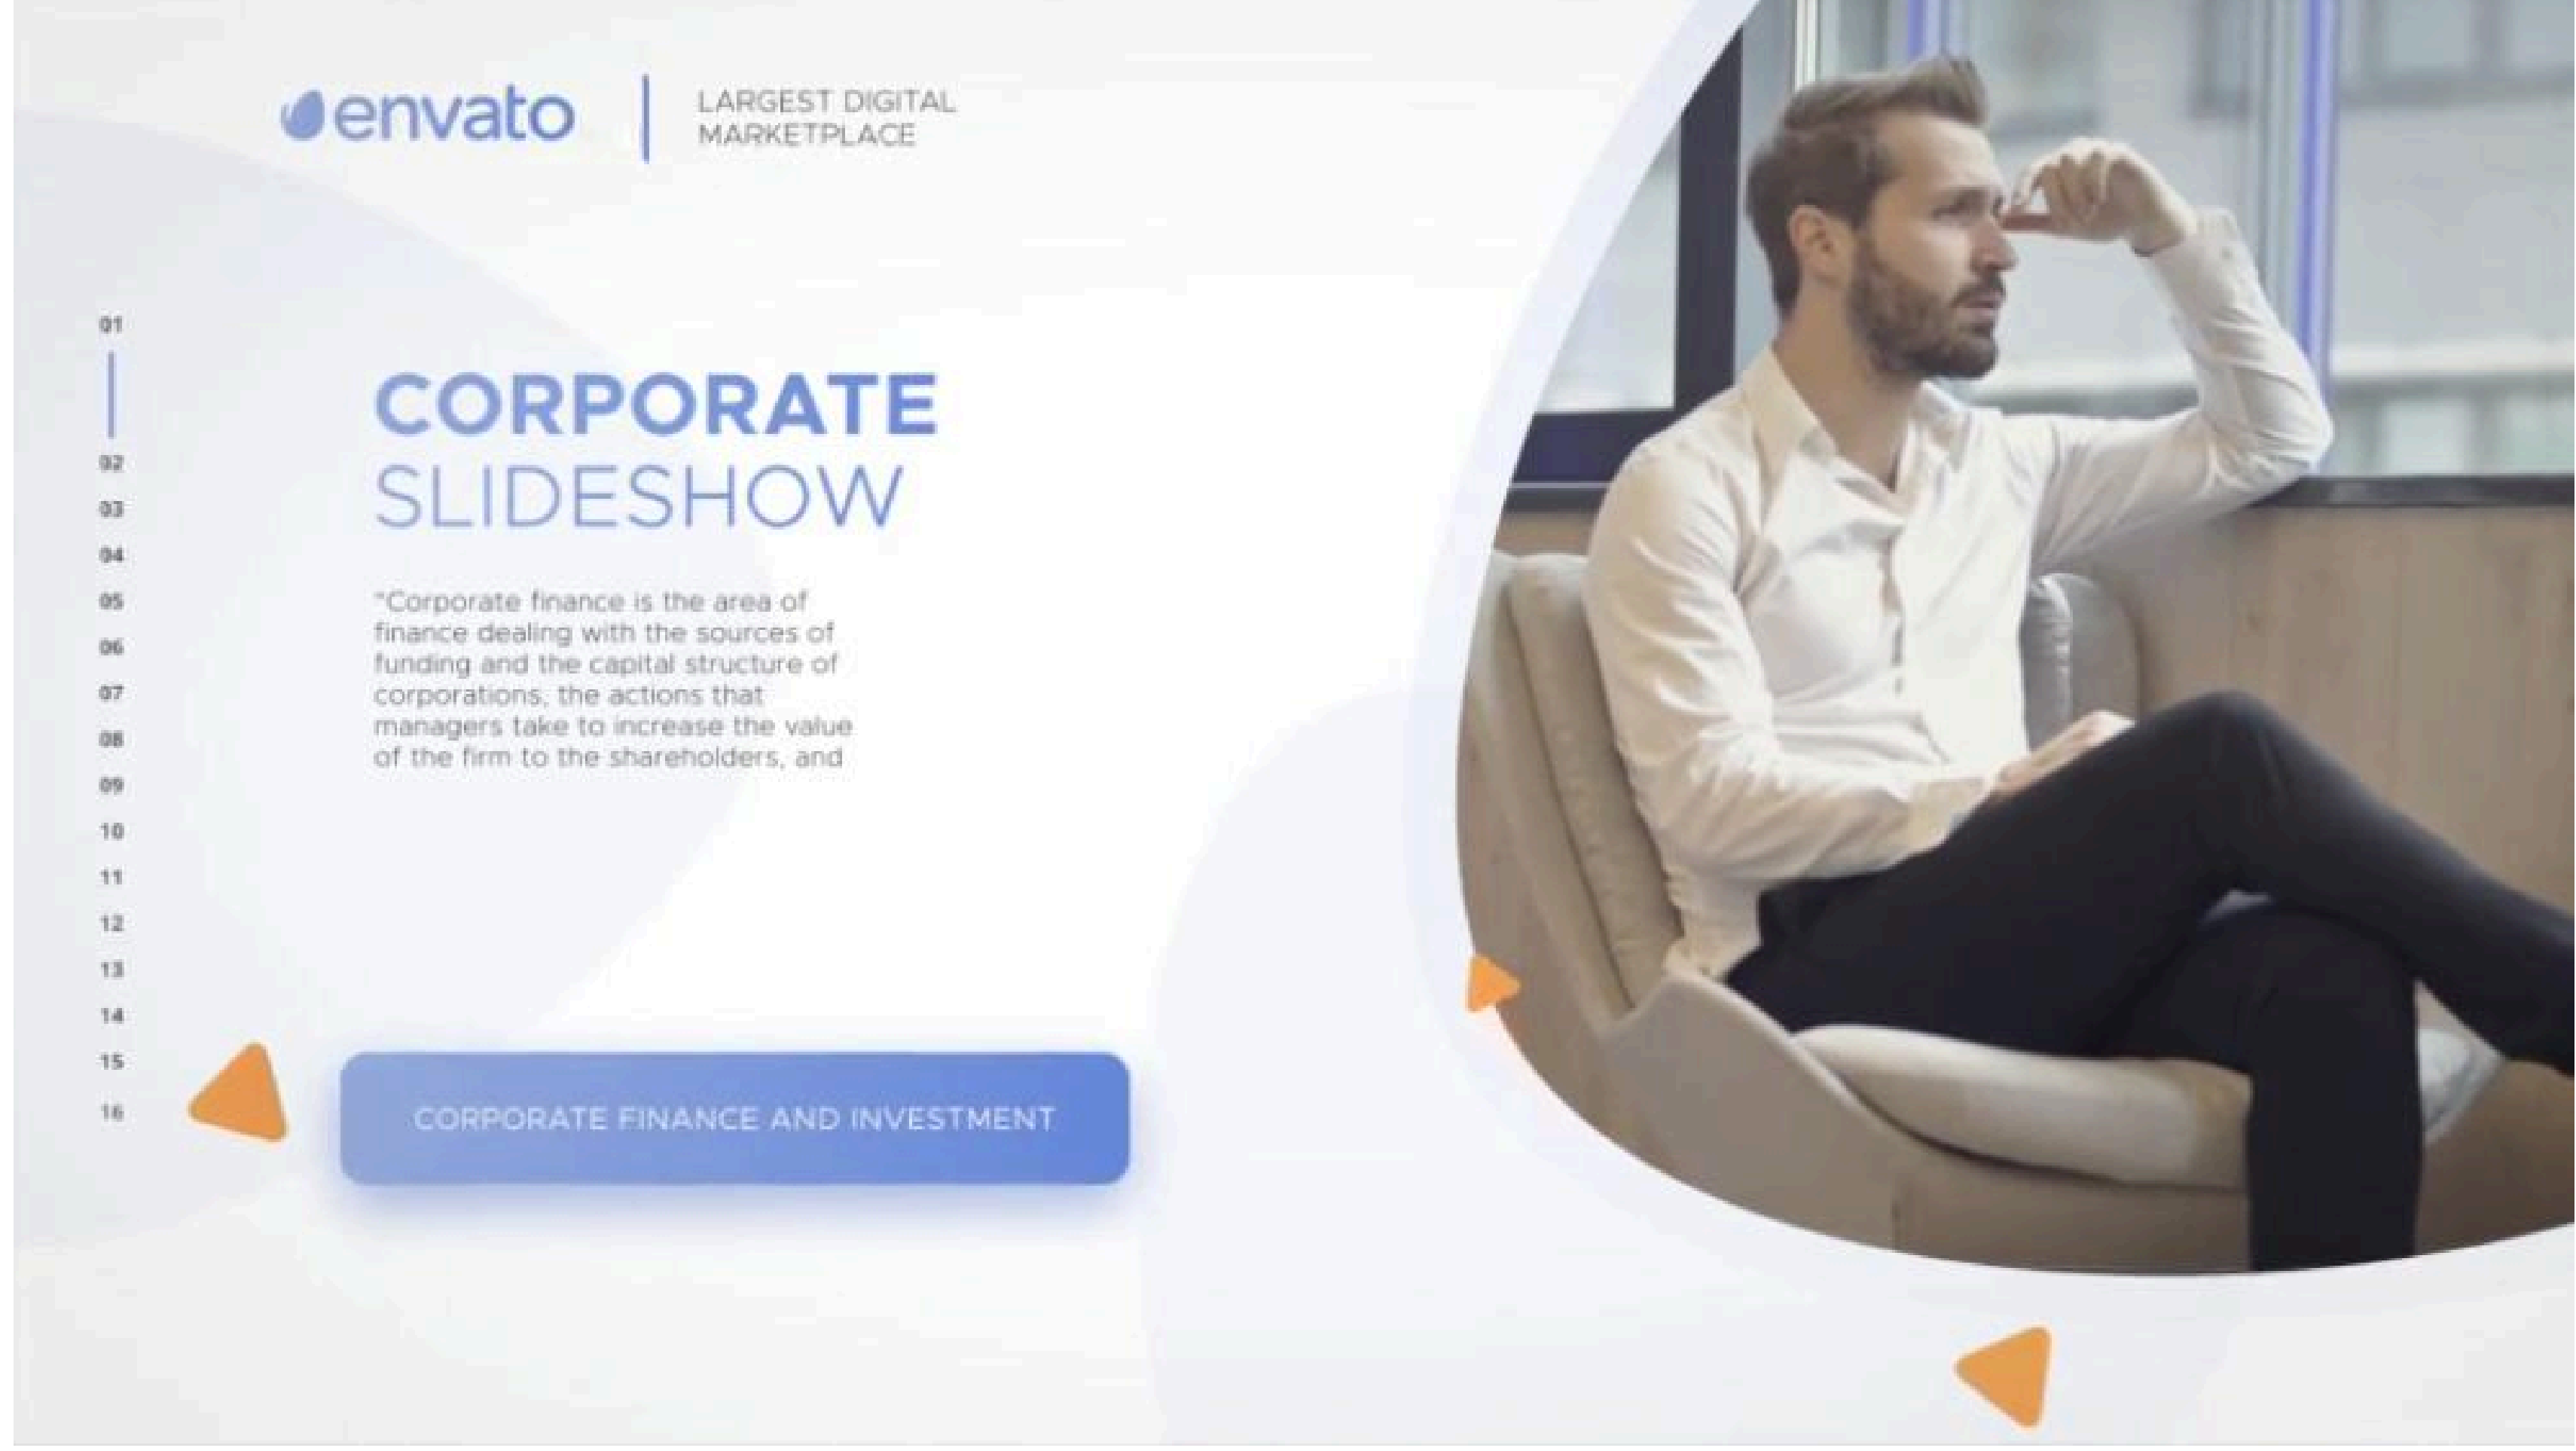 envato
LARGEST DIGITAL
MARKETPLACE
01
02
03
04
05
06
07
08
09
10
11
12
13
14
15
16
CORPORATE
SLIDESHOW
"Corporate finance is the area of
finance dealing with the sources of
funding and the capital structure of
corporations, the actions that
managers take to increase the value
of the firm to the shareholders, and
CORPORATE FINANCE AND INVESTMENT